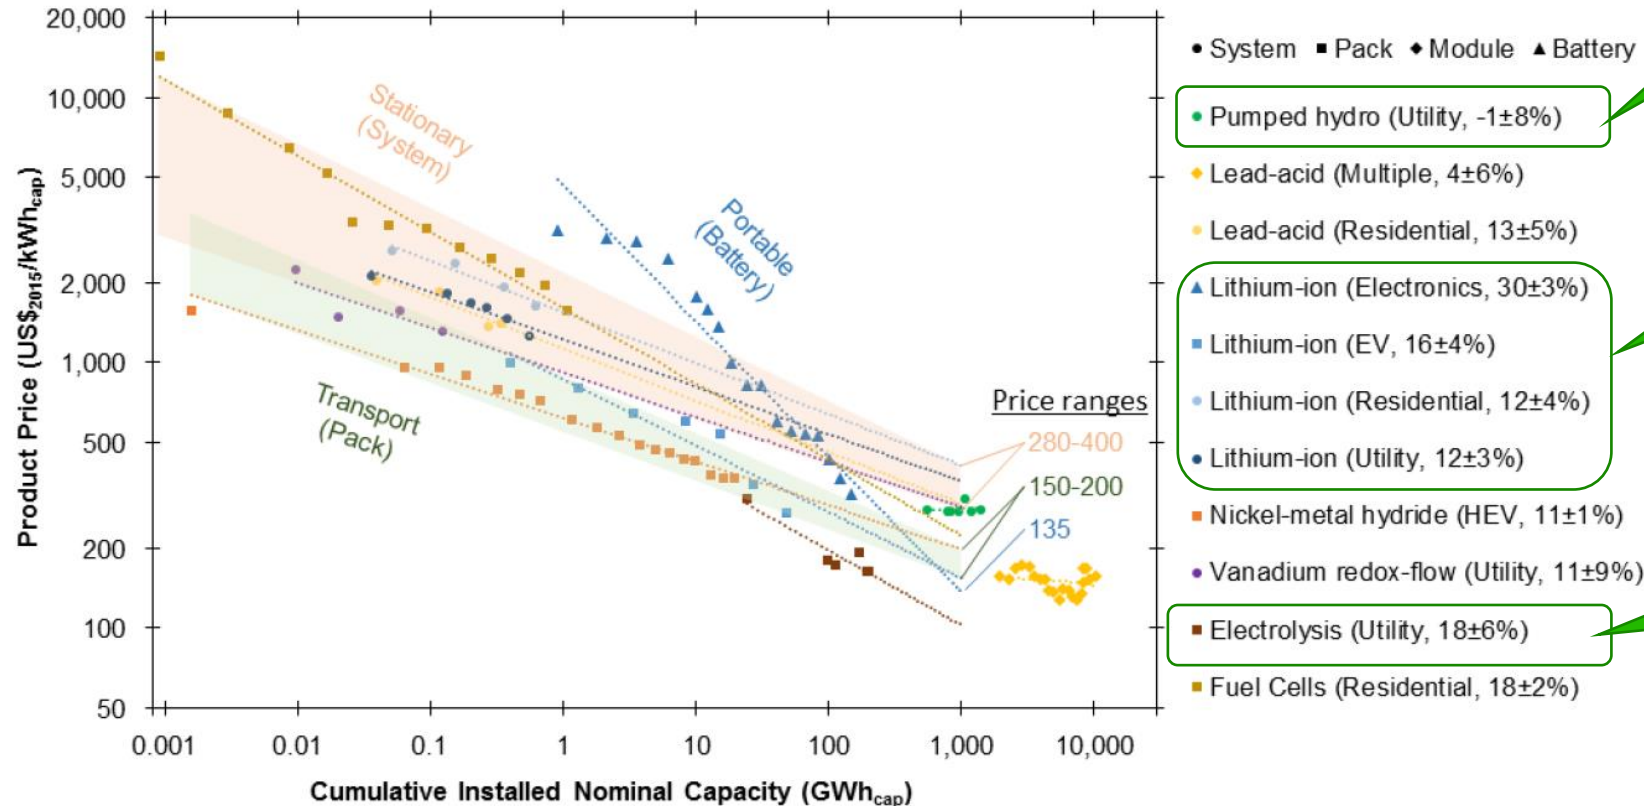 20,000
10,000
5,000
2,000
1,000
500
200
100
50
Product Price (US$₂₀₁₅/kWh_cap)
0.001 0.01 0.1 1 10 100 1,000 10,000
Cumulative Installed Nominal Capacity (GWh_cap)
Stationary
(System)
Portable
(Battery)
Transport
(Pack)
Price ranges
280-400
150-200
135
System Pack Module Battery
Pumped hydro (Utility, -1±8%)
Lead-acid (Multiple, 4±6%)
Lead-acid (Residential, 13±5%)
Lithium-ion (Electronics, 30±3%)
Lithium-ion (EV, 16±4%)
Lithium-ion (Residential, 12±4%)
Lithium-ion (Utility, 12±3%)
Nickel-metal hydride (HEV, 11±1%)
Vanadium redox-flow (Utility, 11±9%)
Electrolysis (Utility, 18±6%)
Fuel Cells (Residential, 18±2%)